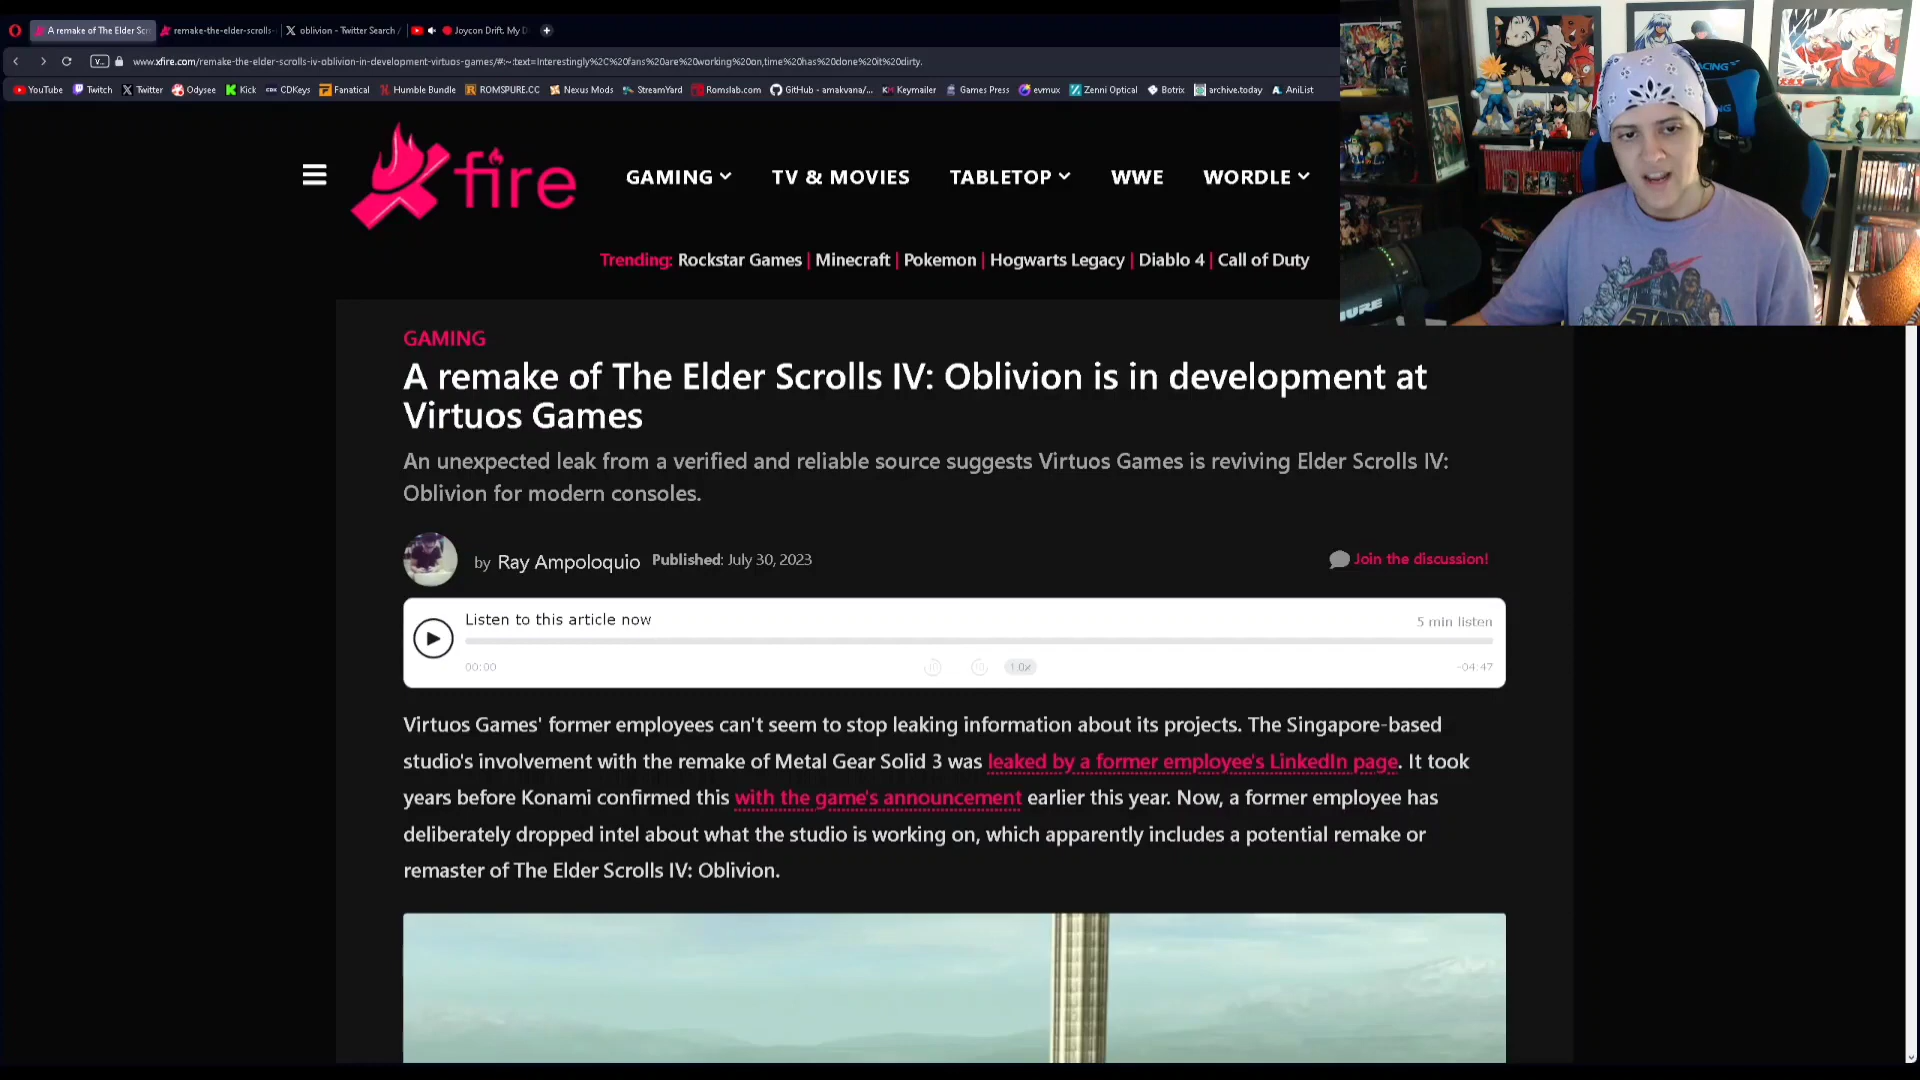 A remake of The Elder Scr
remake-the-elder-scrolls-
oblivion - Twitter Search /
Joycon Drift, My D
V...
www.xfire.com/remake-the-elder-scrolls-iv-oblivion-in-development-virtuos-games/#:~:text=Interestingly%2C%20fans%20are%20working%20on,time%20has%20done%20it%20dirty.
YouTube
Twitch
Twitter
Odysee
Kick
CDKeys
Fanatical
Humble Bundle
ROMSPURE.CC
Nexus Mods
StreamYard
Romslab.com
GitHub - amakvana/...
Keymailer
Games Press
evmux
Zenni Optical
Botrix
archive.today
AniList
xfire
GAMING
TV & MOVIES
TABLETOP
WWE
WORDLE
Trending: Rockstar Games | Minecraft | Pokemon | Hogwarts Legacy | Diablo 4 | Call of Duty
GAMING
A remake of The Elder Scrolls IV: Oblivion is in development at
Virtuos Games
An unexpected leak from a verified and reliable source suggests Virtuos Games is reviving Elder Scrolls IV:
Oblivion for modern consoles.
by Ray Ampoloquio Published: July 30, 2023
Join the discussion!
Listen to this article now
5 min listen
00:00
10
10
1.0x
-04:47
Virtuos Games' former employees can't seem to stop leaking information about its projects. The Singapore-based
studio's involvement with the remake of Metal Gear Solid 3 was leaked by a former employee's LinkedIn page. It took
years before Konami confirmed this with the game's announcement earlier this year. Now, a former employee has
deliberately dropped intel about what the studio is working on, which apparently includes a potential remake or
remaster of The Elder Scrolls IV: Oblivion.
RACING
STAR